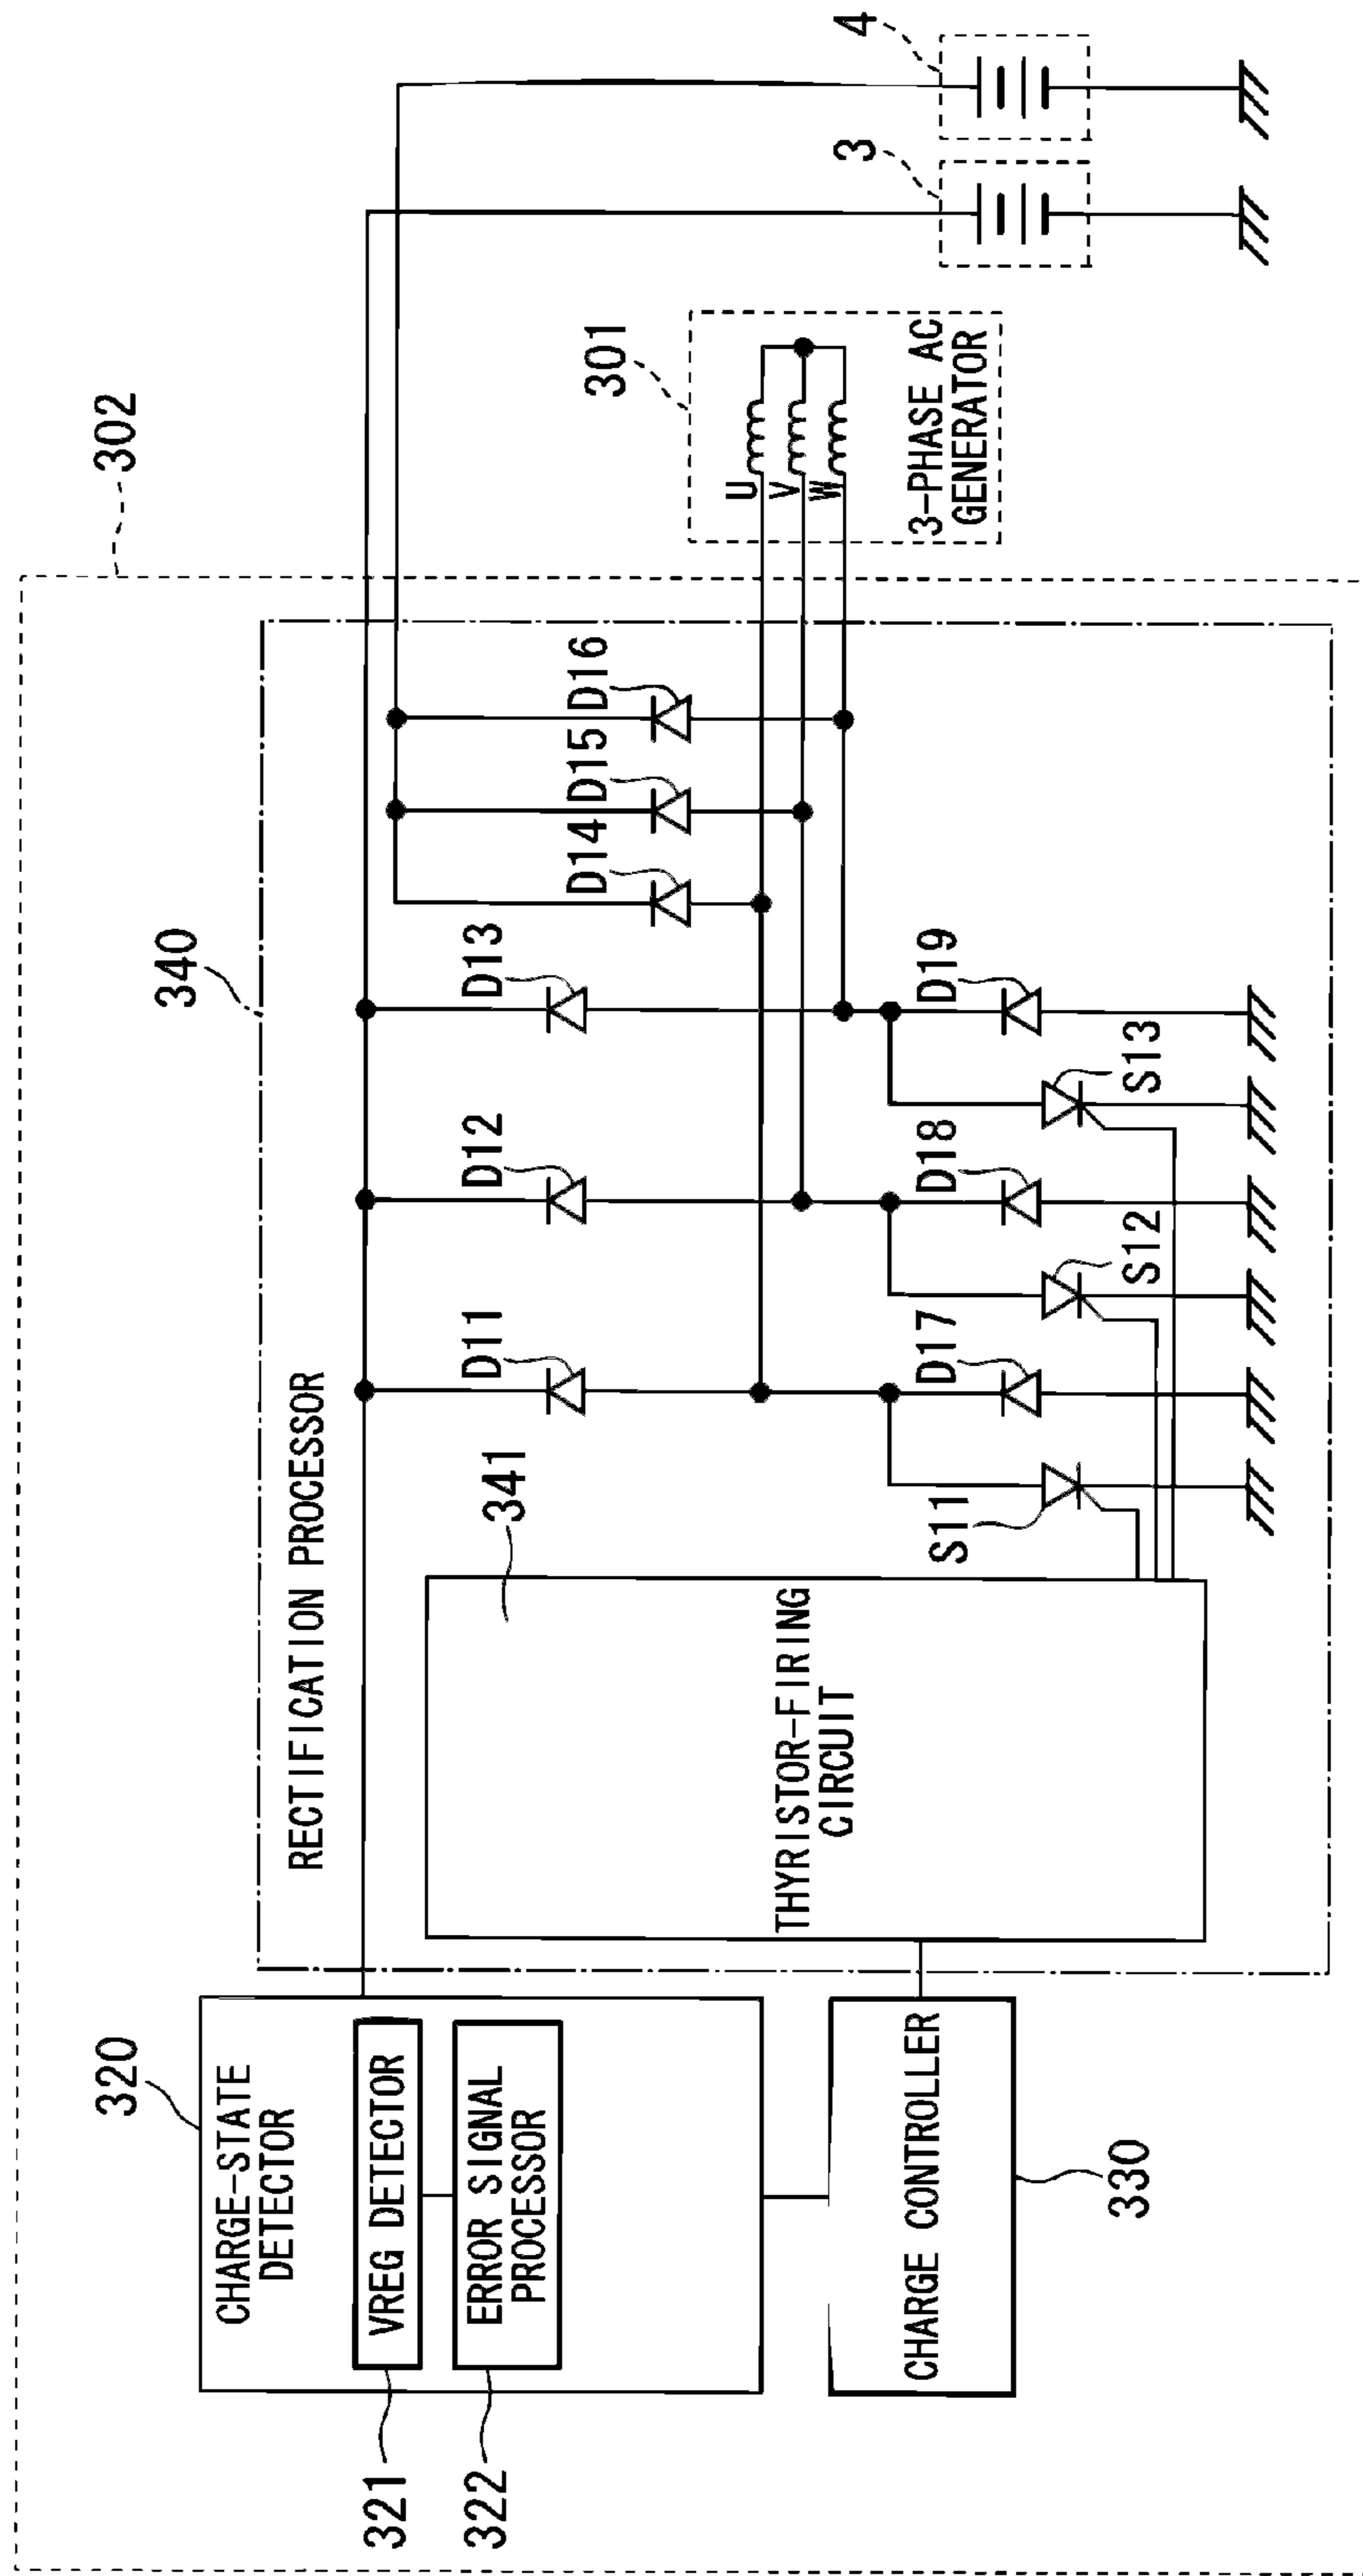 302
340
320
CHARGE-STATE
DETECTOR
321
VREG DETECTOR
322
ERROR SIGNAL
PROCESSOR
CHARGE CONTROLLER
330
RECTIFICATION PROCESSOR
341
THYRISTOR-FIRING
CIRCUIT
D11
D12
D13
D14
D15
D16
S11
D17
S12
D18
S13
D19
301
U
V
W
3-PHASE AC
GENERATOR
3
4